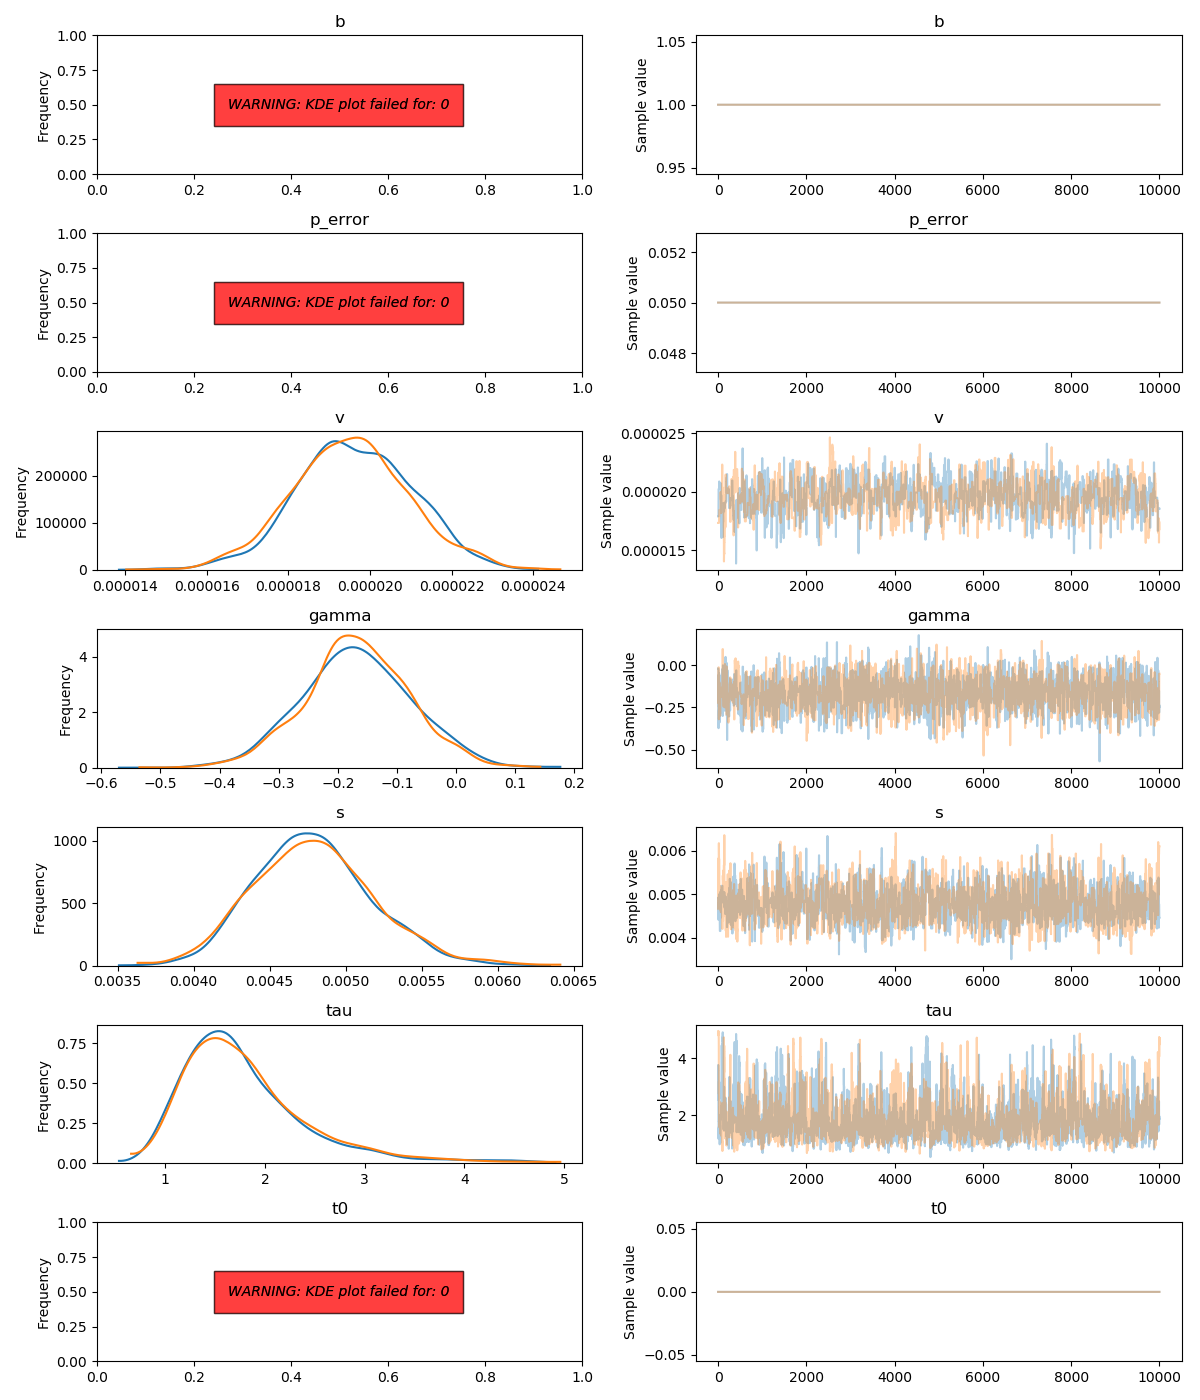 b
b
1.00
0.75
0.50
0.25
0.00
Frequency
WARNING: KDE plot failed for: 0
0.0 0.2 0.4 0.6 0.8 1.0
1.05
1.00
0.95
Sample value
0 2000 4000 6000 8000 10000
p_error
p_error
1.00
0.75
0.50
0.25
0.00
Frequency
WARNING: KDE plot failed for: 0
0.0 0.2 0.4 0.6 0.8 1.0
0.052
0.050
0.048
Sample value
0 2000 4000 6000 8000 10000
v
v
200000
100000
0
Frequency
0.000014 0.000016 0.000018 0.000020 0.000022 0.000024
0.000025
0.000020
0.000015
Sample value
0 2000 4000 6000 8000 10000
gamma
gamma
4
2
0
Frequency
−0.6 −0.5 −0.4 −0.3 −0.2 −0.1 0.0 0.1 0.2
0.00
−0.25
−0.50
Sample value
0 2000 4000 6000 8000 10000
s
s
1000
500
0
Frequency
0.0035 0.0040 0.0045 0.0050 0.0055 0.0060 0.0065
0.006
0.005
0.004
Sample value
0 2000 4000 6000 8000 10000
tau
tau
0.75
0.50
0.25
0.00
Frequency
1 2 3 4 5
4
2
Sample value
0 2000 4000 6000 8000 10000
t0
t0
1.00
0.75
0.50
0.25
0.00
Frequency
WARNING: KDE plot failed for: 0
0.0 0.2 0.4 0.6 0.8 1.0
0.05
0.00
−0.05
Sample value
0 2000 4000 6000 8000 10000